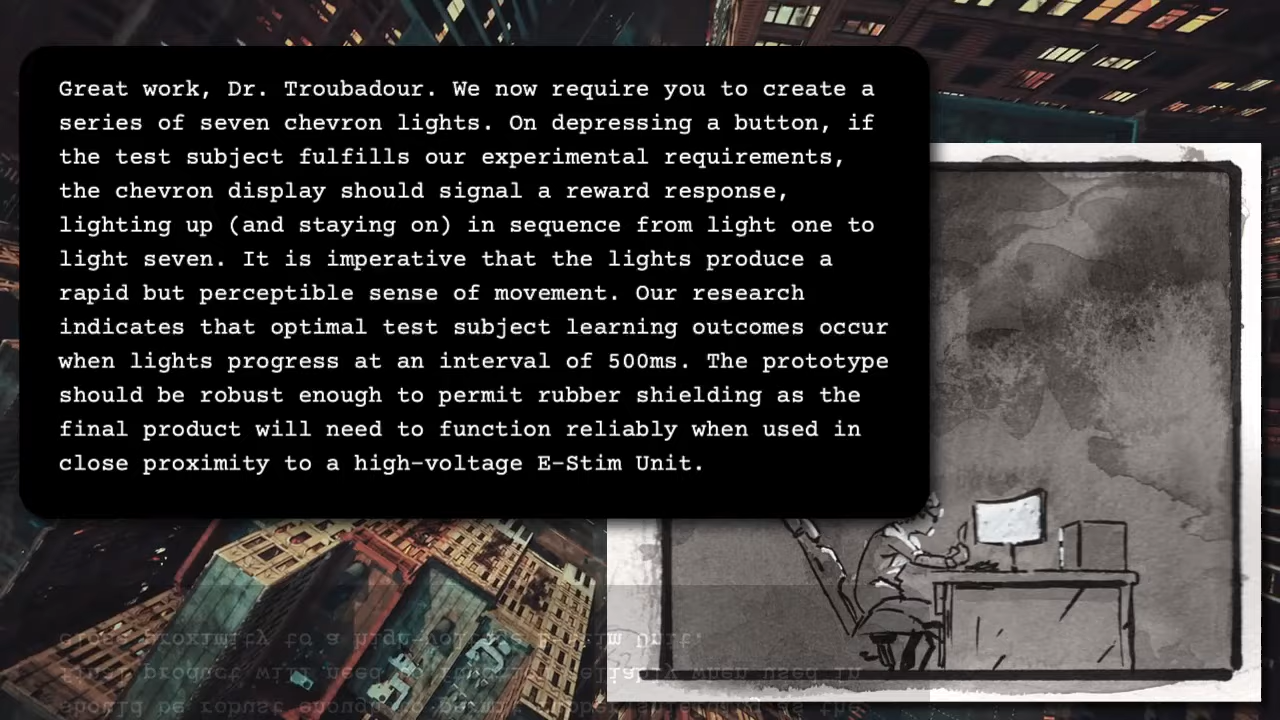 Great work, Dr. Troubadour. We now require you to create a
series of seven chevron lights. On depressing a button, if
the test subject fulfills our experimental requirements,
the chevron display should signal a reward response,
lighting up (and staying on) in sequence from light one to
light seven. It is imperative that the lights produce a
rapid but perceptible sense of movement. Our research
indicates that optimal test subject learning outcomes occur
when lights progress at an interval of 500ms. The prototype
should be robust enough to permit rubber shielding as the
final product will need to function reliably when used in
close proximity to a high-voltage E-Stim Unit.